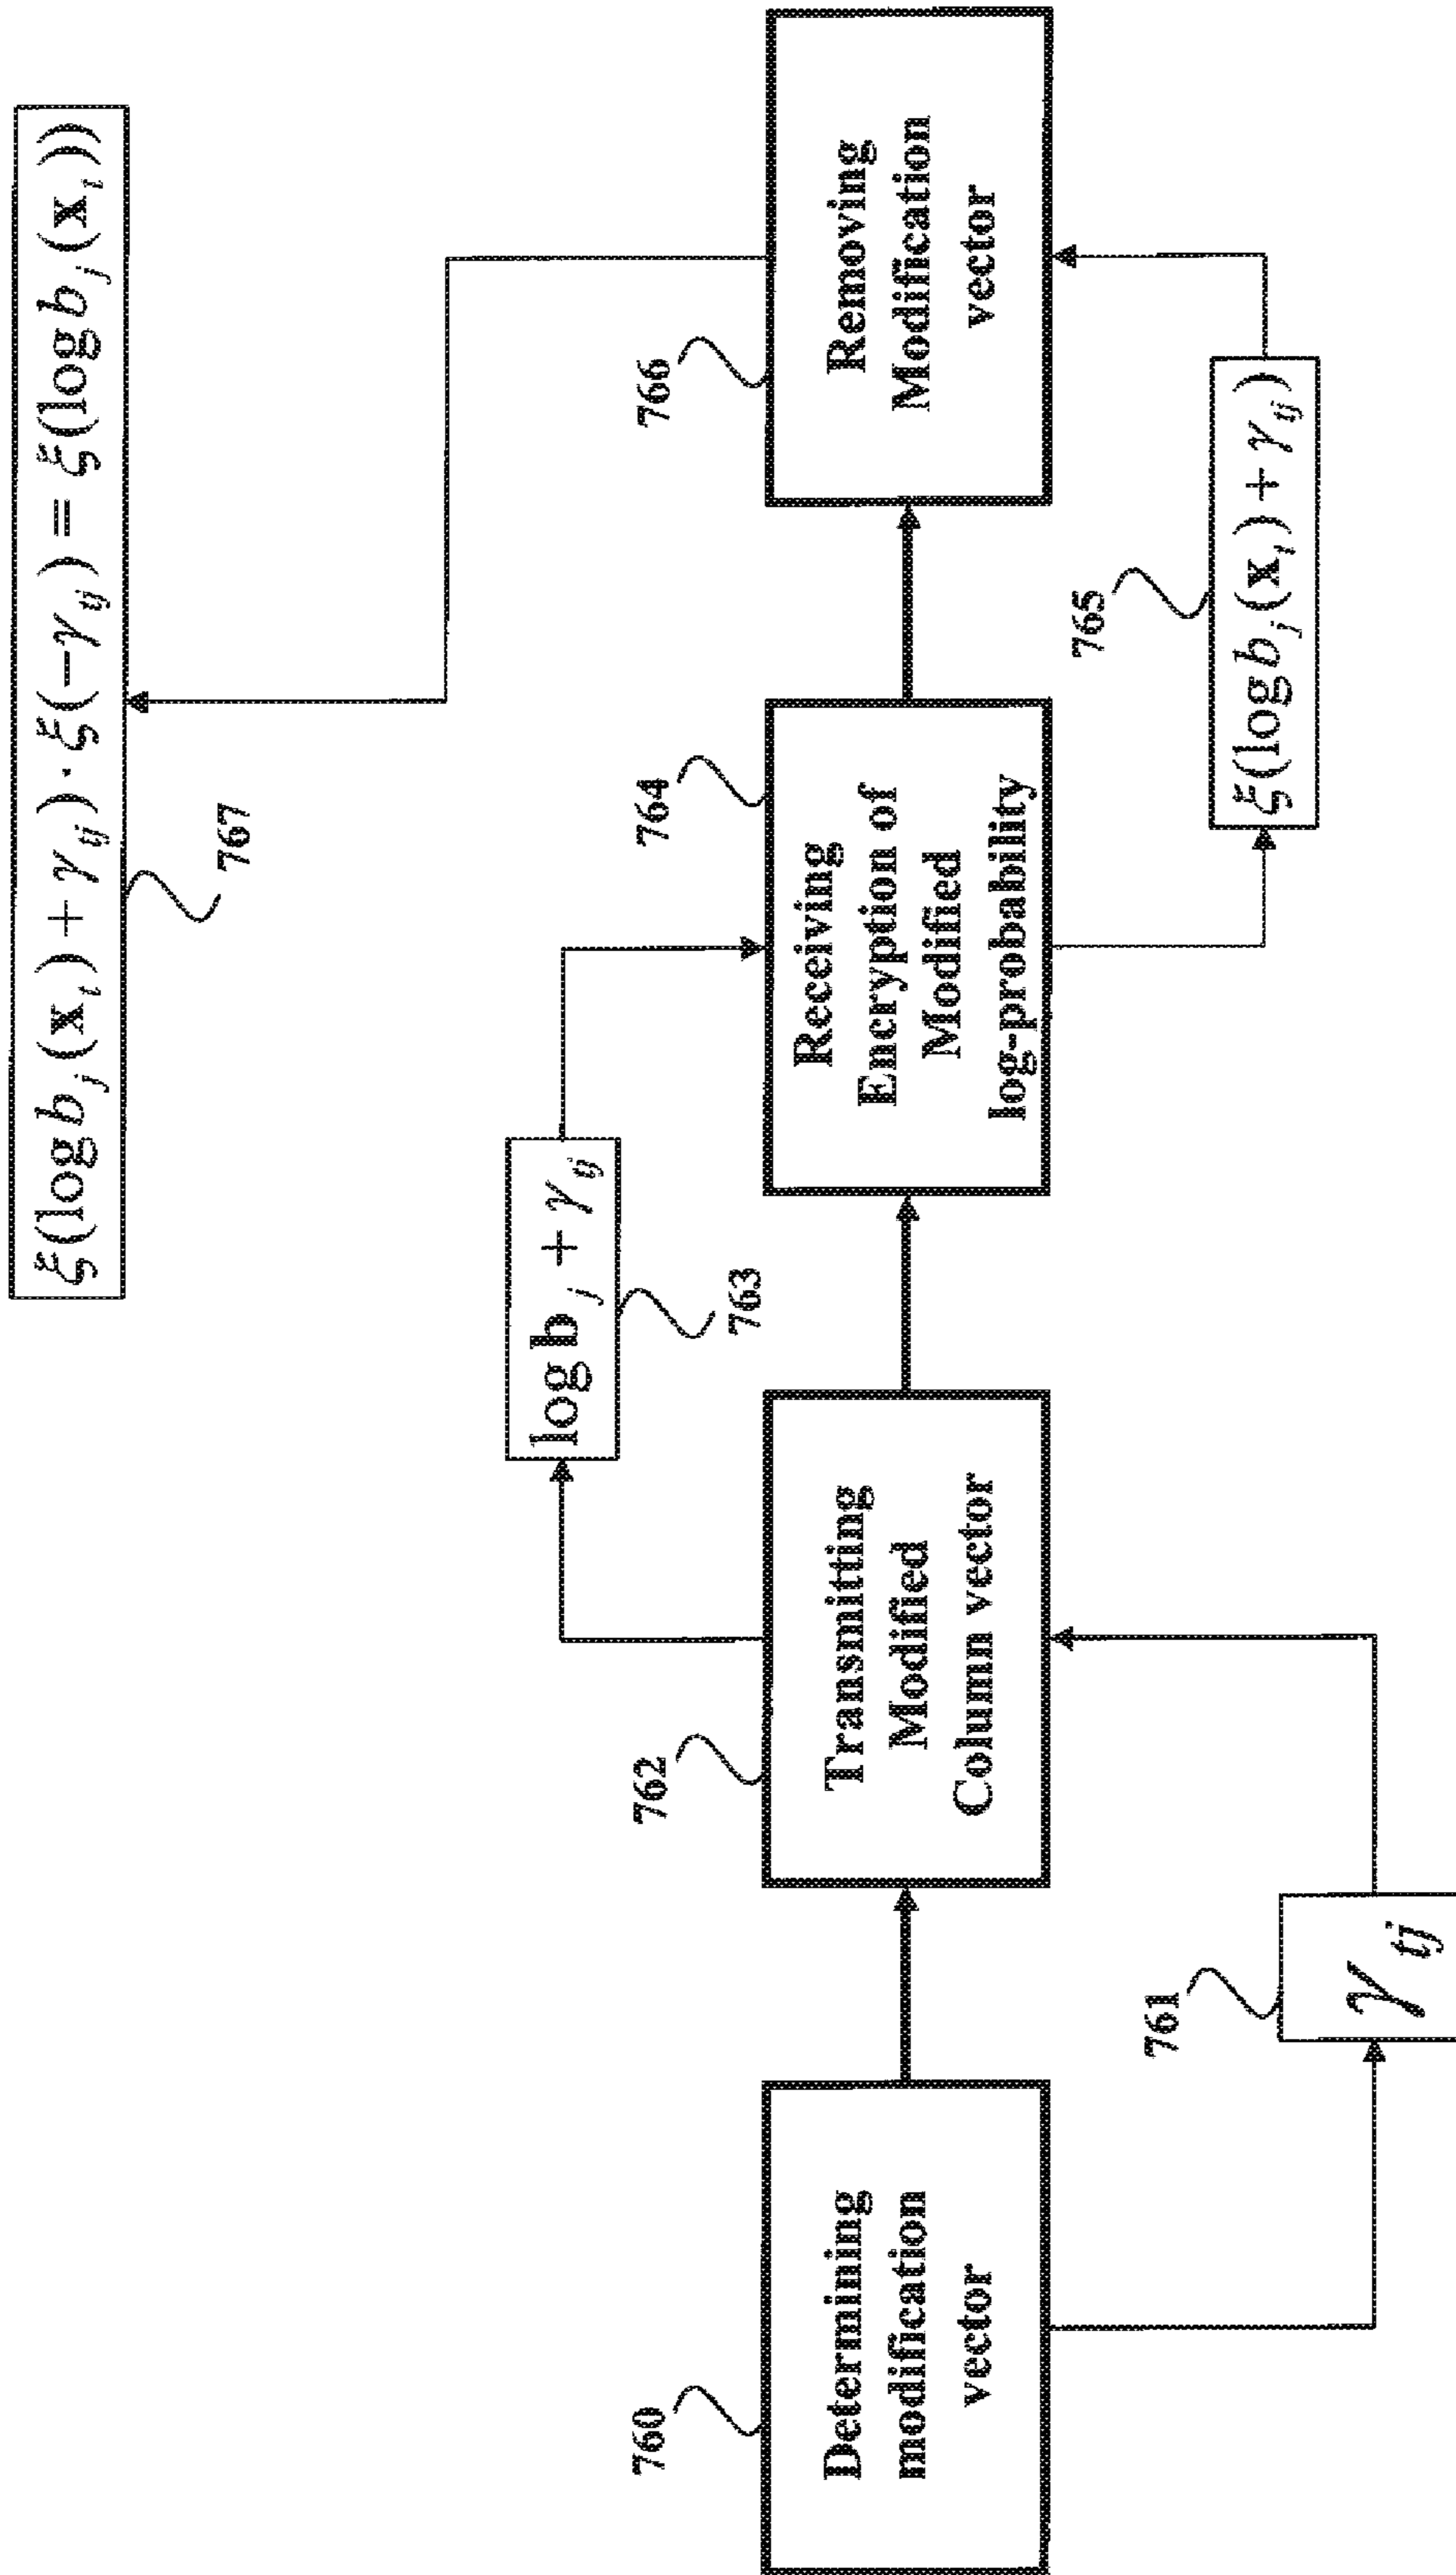 ξ(log b_j(x_t) + γ_tj) · ξ(−γ_tj) = ξ(log b_j(x_t))
767
log b_j + γ_tj
763
760
Determining
modification
vector
762
Transmitting
Modified
Column vector
764
Receiving
Encryption of
Modified
log-probability
766
Removing
Modification
vector
761
γ_tj
765
ξ(log b_j(x_t) + γ_tj)